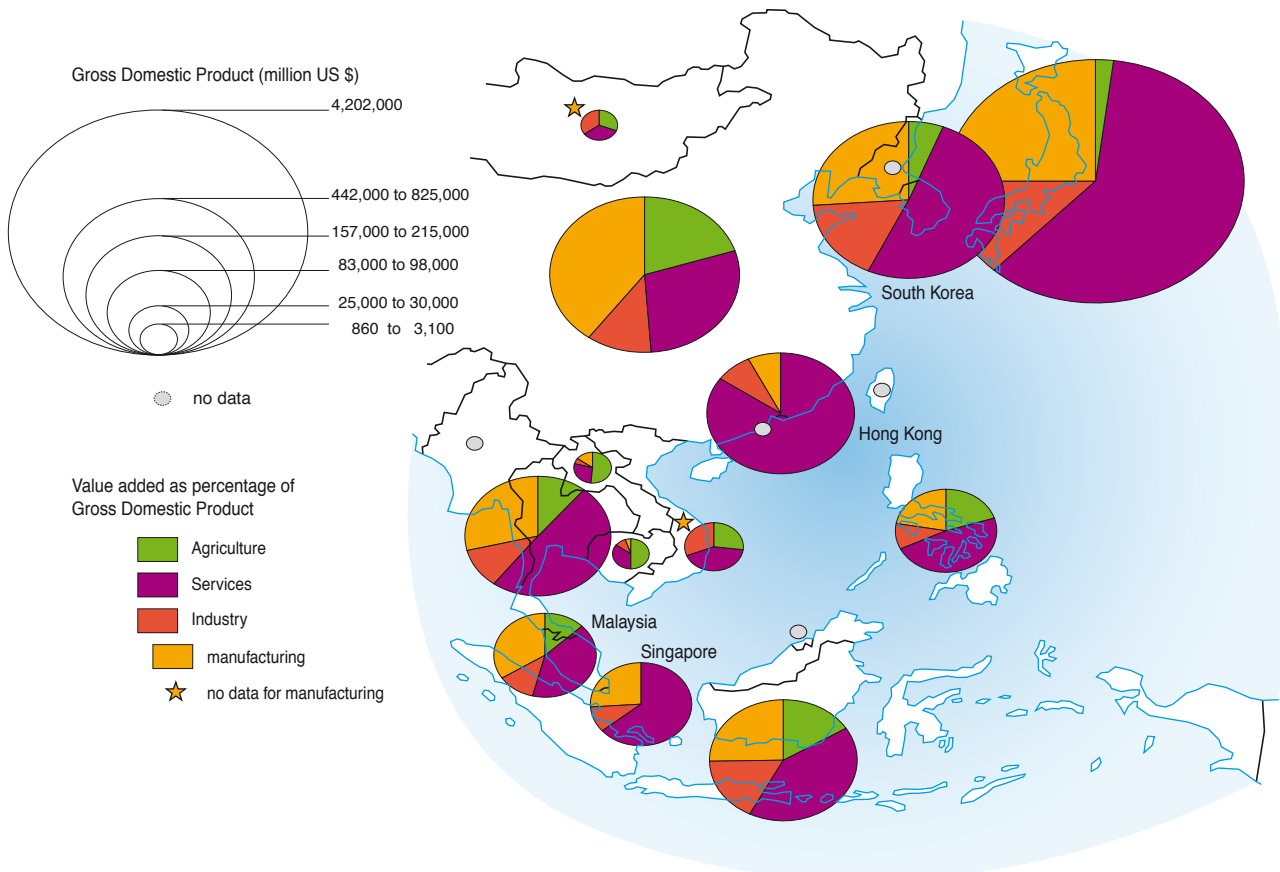 Gross Domestic Product (million US $)
4,202,000
442,000 to 825,000
157,000 to 215,000
83,000 to 98,000
25,000 to 30,000
860 to 3,100
no data
Value added as percentage of
Gross Domestic Product
Agriculture
Services
Industry
manufacturing
no data for manufacturing
South Korea
Hong Kong
Malaysia
Singapore